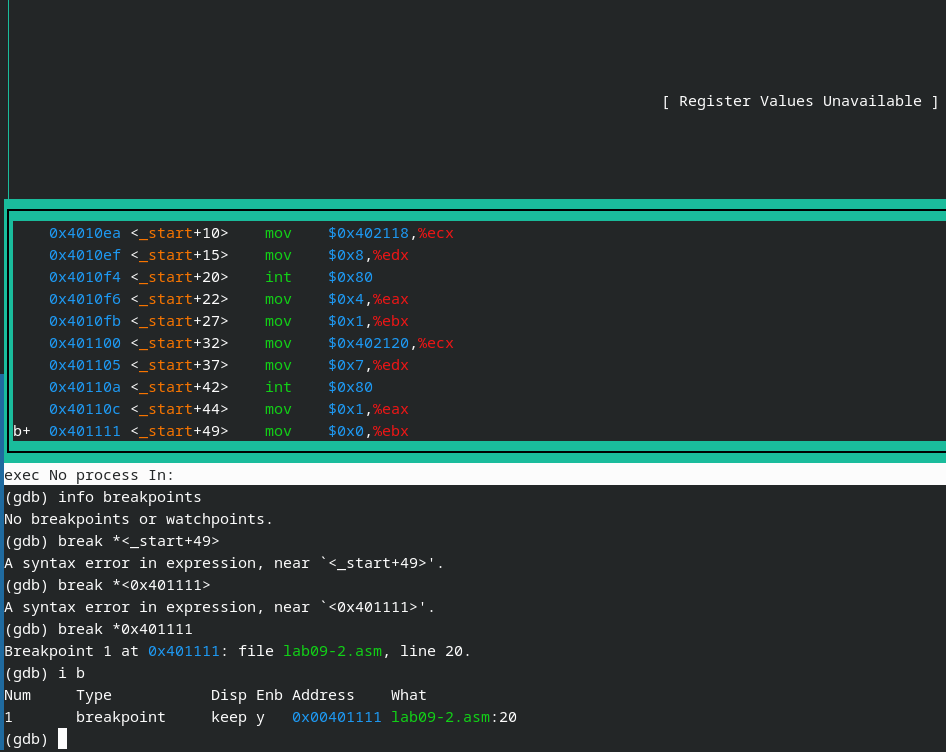 [ Register Values Unavailable ]
0x4010ea <_start+10>    mov    $0x402118,%ecx
0x4010ef <_start+15>    mov    $0x8,%edx
0x4010f4 <_start+20>    int    $0x80
0x4010f6 <_start+22>    mov    $0x4,%eax
0x4010fb <_start+27>    mov    $0x1,%ebx
0x401100 <_start+32>    mov    $0x402120,%ecx
0x401105 <_start+37>    mov    $0x7,%edx
0x40110a <_start+42>    int    $0x80
0x40110c <_start+44>    mov    $0x1,%eax
b+  0x401111 <_start+49>    mov    $0x0,%ebx
exec No process In:
(gdb) info breakpoints
No breakpoints or watchpoints.
(gdb) break *<_start+49>
A syntax error in expression, near `<_start+49>'.
(gdb) break *<0x401111>
A syntax error in expression, near `<0x401111>'.
(gdb) break *0x401111
Breakpoint 1 at 0x401111: file lab09-2.asm, line 20.
(gdb) i b
Num     Type           Disp Enb Address    What
1       breakpoint     keep y   0x00401111 lab09-2.asm:20
(gdb)